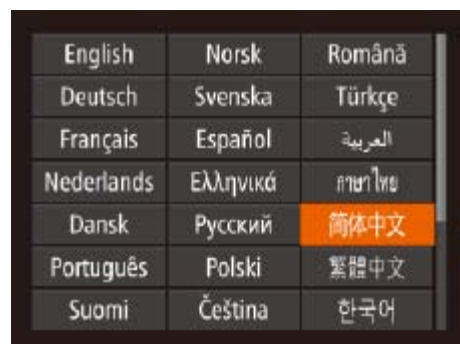 English Norsk Română
Deutsch Svenska Türkçe
Français Español العربية
Nederlands Ελληνικά ภาษาไทย
Dansk Русский 简体中文
Português Polski 繁體中文
Suomi Čeština 한국어